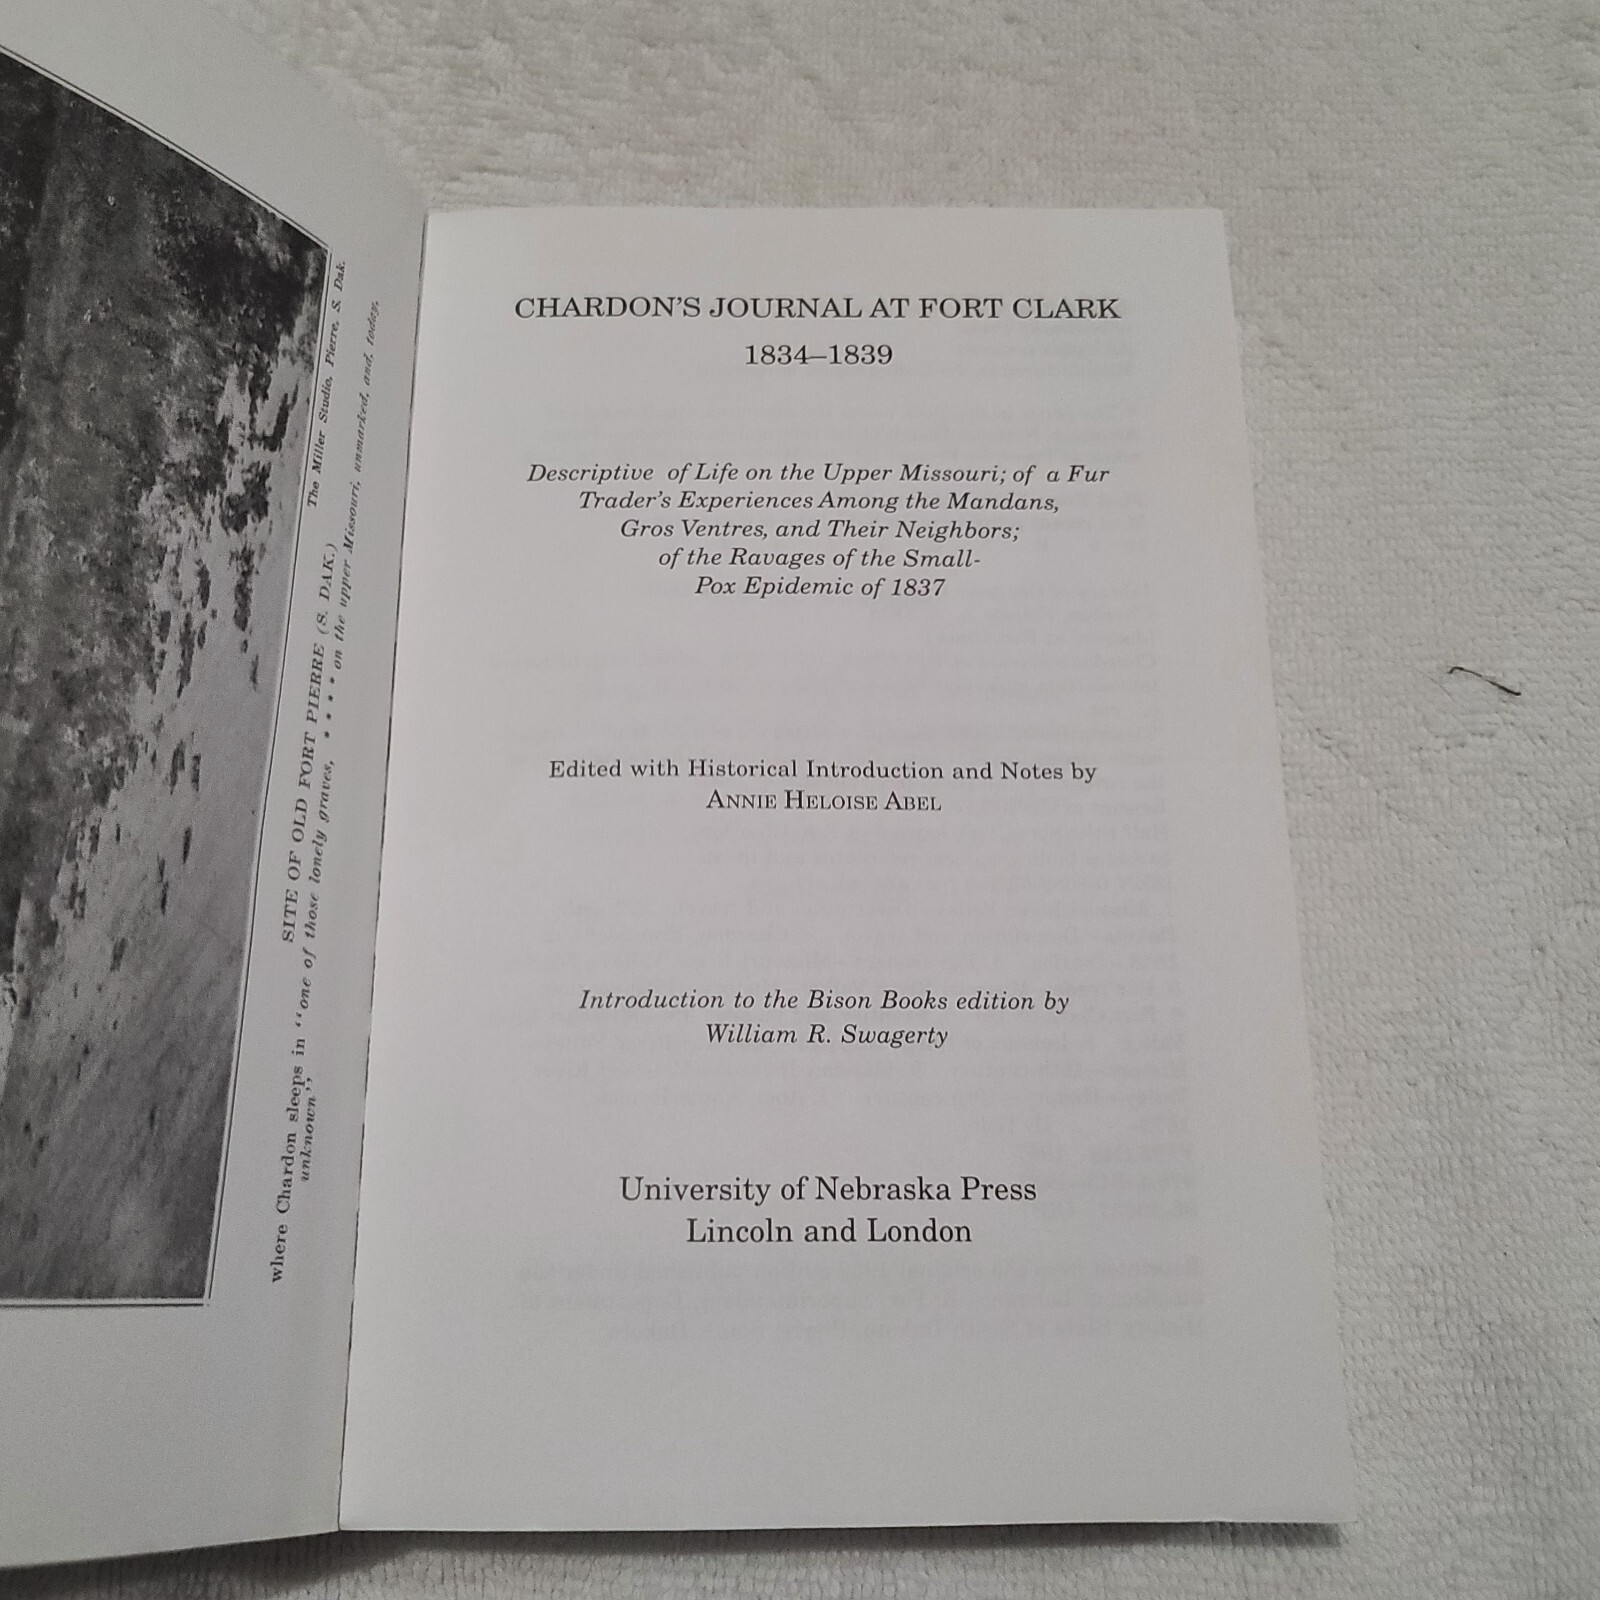 The Miller Studio, Pierre, S. Dak.
SITE OF OLD FORT PIERRE (S. DAK.)
where Chardon sleeps in "one of those lonely graves, * * * * on the upper Missouri, unmarked, and, today,
unknown",
CHARDON'S JOURNAL AT FORT CLARK
1834–1839
Descriptive of Life on the Upper Missouri; of a Fur
Trader's Experiences Among the Mandans,
Gros Ventres, and Their Neighbors;
of the Ravages of the Small-
Pox Epidemic of 1837
Edited with Historical Introduction and Notes by
ANNIE HELOISE ABEL
Introduction to the Bison Books edition by
William R. Swagerty
University of Nebraska Press
Lincoln and London